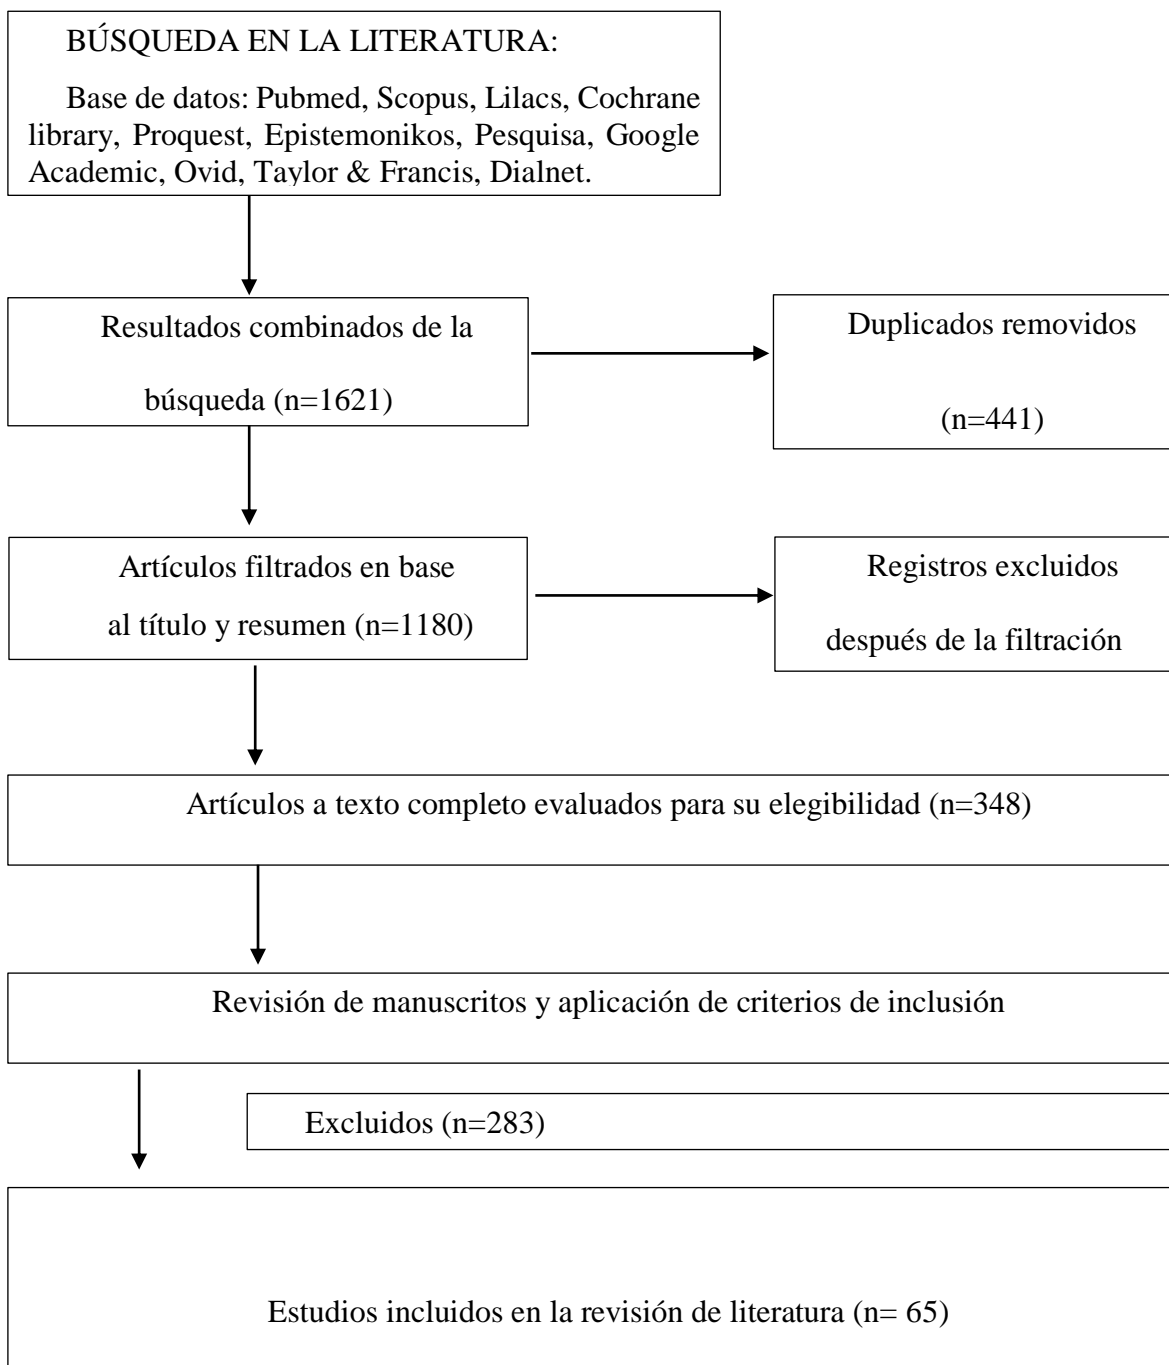 BÚSQUEDA EN LA LITERATURA:
Base de datos: Pubmed, Scopus, Lilacs, Cochrane
library, Proquest, Epistemonikos, Pesquisa, Google
Academic, Ovid, Taylor & Francis, Dialnet.
Resultados combinados de la
búsqueda (n=1621)
Duplicados removidos
(n=441)
Artículos filtrados en base
al título y resumen (n=1180)
Registros excluidos
después de la filtración
Artículos a texto completo evaluados para su elegibilidad (n=348)
Revisión de manuscritos y aplicación de criterios de inclusión
Excluidos (n=283)
Estudios incluidos en la revisión de literatura (n= 65)